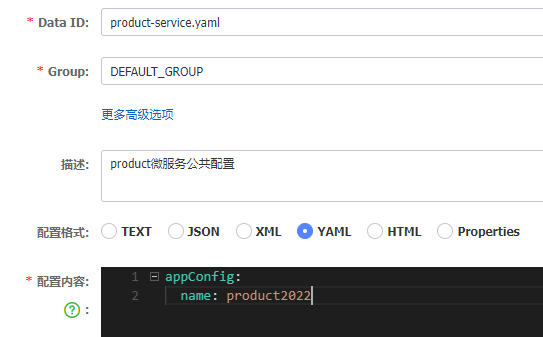 * Data ID: product-service.yaml
* Group: DEFAULT_GROUP
更多高级选项
描述: product微服务公共配置
配置格式: TEXT JSON XML YAML HTML Properties
* 配置内容: 1 appConfig:
? : 2 name: product2022